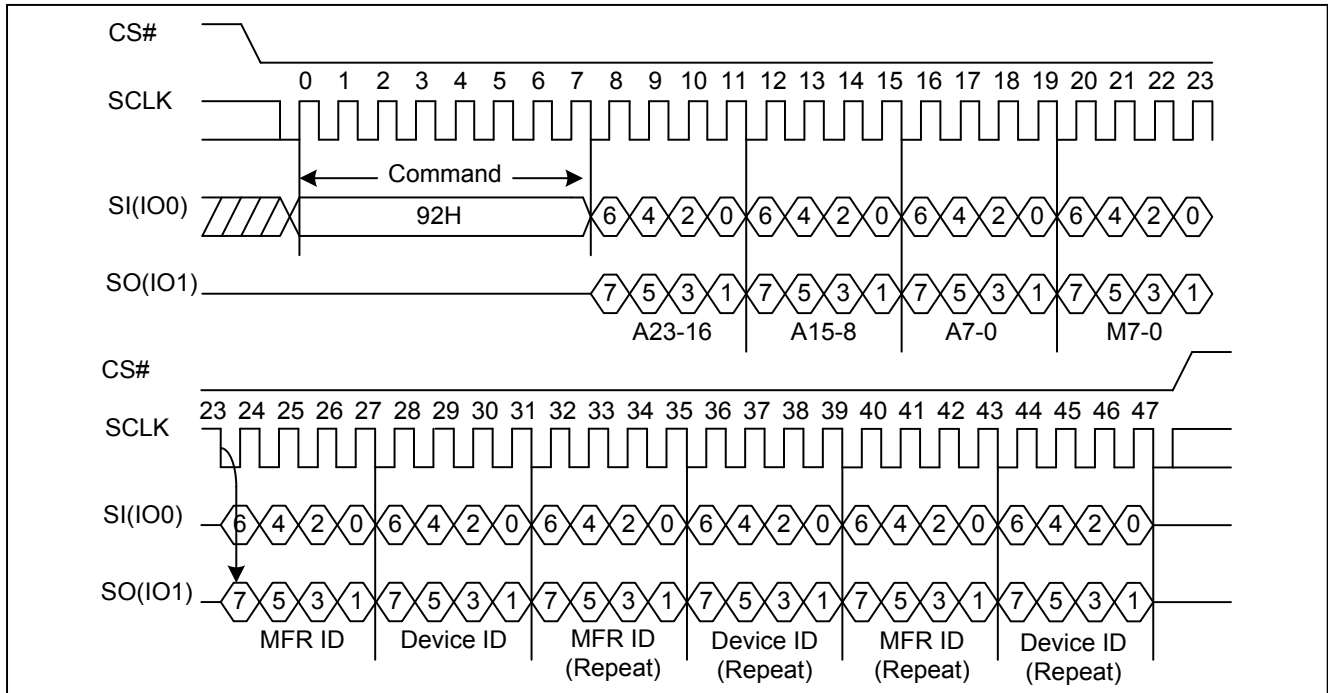 CS#
0 1 2 3 4 5 6 7 8 9 10 11 12 13 14 15 16 17 18 19 20 21 22 23
SCLK
Command
SI(IO0) 92H 6 4 2 0 6 4 2 0 6 4 2 0 6 4 2 0
SO(IO1) 7 5 3 1 7 5 3 1 7 5 3 1 7 5 3 1
A23-16 A15-8 A7-0 M7-0
CS#
23 24 25 26 27 28 29 30 31 32 33 34 35 36 37 38 39 40 41 42 43 44 45 46 47
SCLK
SI(IO0) 6 4 2 0 6 4 2 0 6 4 2 0 6 4 2 0 6 4 2 0 6 4 2 0
SO(IO1) 7 5 3 1 7 5 3 1 7 5 3 1 7 5 3 1 7 5 3 1 7 5 3 1
MFR ID Device ID MFR ID Device ID MFR ID Device ID
(Repeat) (Repeat) (Repeat) (Repeat)